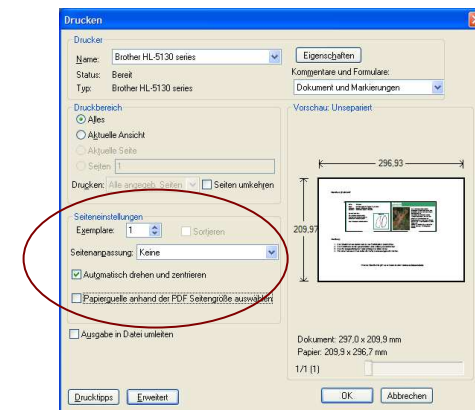 Drucken
Drucker
Name: Brother HL-5130 series
Eigenschaften
Status: Bereit
Kommentare und Formulare:
Typ: Brother HL-5130 series
Dokument und Markierungen
Druckbereich
Alles
Aktuelle Ansicht
Aktuelle Seite
Seiten 1
Drucken: Alle angegeb. Seiten
Seiten umkehren
Seiteneinstellungen
Exemplare: 1
Sortieren
Seitenanpassung: Keine
Automatisch drehen und zentrieren
Papierquelle anhand der PDF Seitengröße auswählen
Ausgabe in Datei umleiten
Vorschau: Unsepariert
296,93
209,97
Dokument: 297,0 x 209,9 mm
Papier: 209,9 x 296,7 mm
1/1 (1)
Drucktipps
Erweitert
OK
Abbrechen